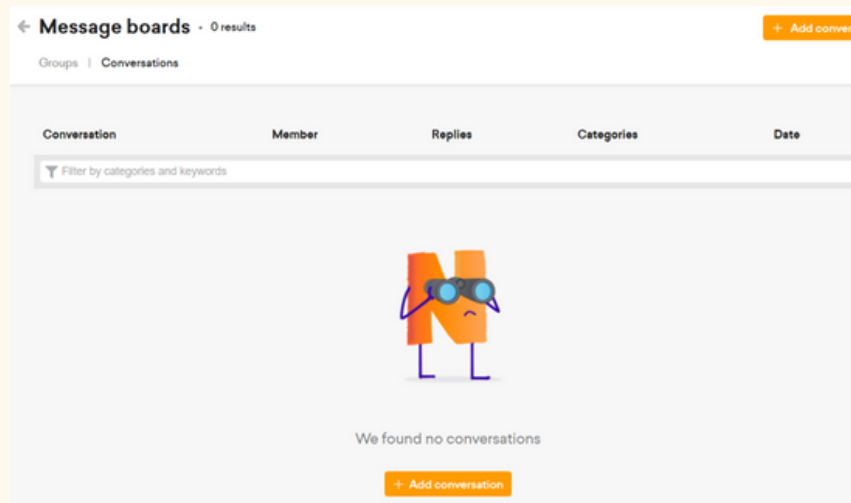 ← Message boards · 0 results
+ Add conver
Groups | Conversations
Conversation Member Replies Categories Date
Filter by categories and keywords
N
We found no conversations
+ Add conversation